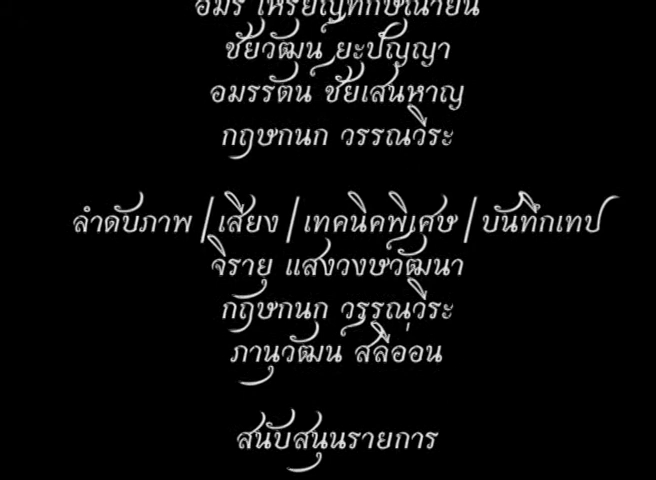 อมร เหรียญทักษิณายน
ชัยวัฒน์ ยะปัญญา
อมรรัตน์ ชัยเสนหาญ
กฤษกนก วรรณวีระ
ลำดับภาพ / เสียง / เทคนิคพิเศษ / บันทึกเทป
จิรายุ แสงวงษ์วัฒนา
กฤษกนก วรรณวีระ
ภานุวัฒน์ สลีอ่อน
สนับสนุนรายการ